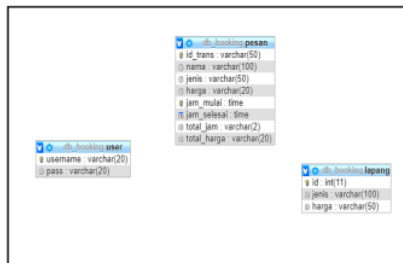 db_booking pesan
id_trans : varchar(50)
nama : varchar(100)
jenis : varchar(50)
harga : varchar(20)
jam_mulai : time
jam_selesai : time
total_jam : varchar(2)
total_harga : varchar(20)
db_booking user
username : varchar(20)
pass : varchar(20)
db_booking lapang
id : int(11)
jenis : varchar(100)
harga : varchar(50)